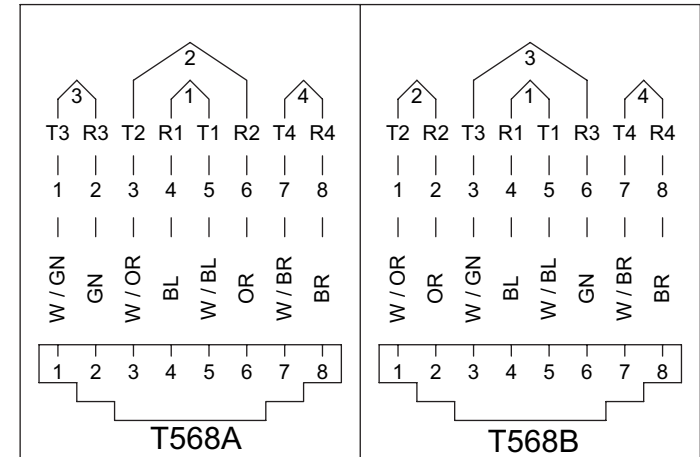 2 3
3 1 4 2 1 4
T3 R3 T2 R1 T1 R2 T4 R4 T2 R2 T3 R1 T1 R3 T4 R4
1 2 3 4 5 6 7 8 1 2 3 4 5 6 7 8
W / GN GN W / OR BL W / BL OR W / BR BR W / OR OR W / GN BL W / BL GN W / BR BR
1 2 3 4 5 6 7 8 1 2 3 4 5 6 7 8
T568A T568B